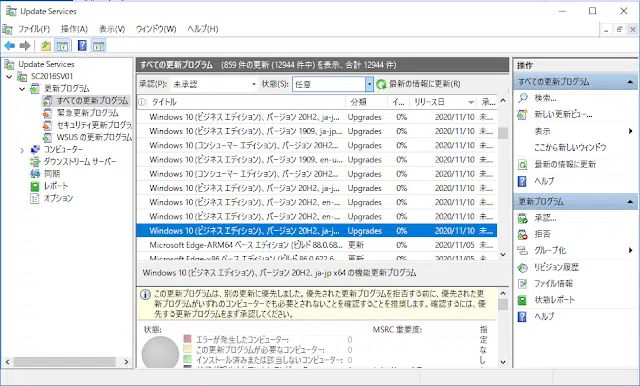 Update Services
ファイル(F) 操作(A) 表示(V) ウィンドウ(W) ヘルプ(H)
Update Services
SC2016SV01
更新プログラム
すべての更新プログラム
緊急更新プログラム
セキュリティ更新プログラム
WSUS の更新プログラム
コンピューター
ダウンストリーム サーバー
同期
レポート
オプション
すべての更新プログラム (859 件の更新 (12944 件中) を表示、合計 12944 件)
承認(P): 未承認 状態(S): 任意 最新の情報に更新(R)
タイトル 分類 イ... リリース日 承...
Windows 10 (ビジネス エディション)、バージョン 20H2、ja-j... Upgrades 0% 2020/11/10 未...
Windows 10 (ビジネス エディション)、バージョン 1909、ja-jp... Upgrades 0% 2020/11/10 未...
Windows 10 (コンシューマー エディション)、バージョン 20... Upgrades 0% 2020/11/10 未...
Windows 10 (ビジネス エディション)、バージョン 1909、en-u... Upgrades 0% 2020/11/10 未...
Windows 10 (ビジネス エディション)、バージョン 20H2、ja-jp... Upgrades 0% 2020/11/10 未...
Windows 10 (ビジネス エディション)、バージョン 20H2、en-... Upgrades 0% 2020/11/10 未...
Windows 10 (ビジネス エディション)、バージョン 20H2、en-... Upgrades 0% 2020/11/10 未...
Windows 10 (ビジネス エディション)、バージョン 20H2、ja-j... Upgrades 0% 2020/11/10 未...
Microsoft Edge-ARM64 ベース エディション (ビルド 88.0.68... 更新 0% 2020/11/05 未...
Microsoft Edge-x86 ベース エディション (ビルド 86.0.622.6... 更新 0% 2020/11/05 未...
Windows 10 (ビジネス エディション)、バージョン 20H2、ja-jp x64 の機能更新プログラム
この更新プログラムは、別の更新に優先しました。優先された更新プログラムを拒否する前に、優先された更
新プログラムがいずれのコンピューターでも必要とされないことを確認することを推奨します。確認するには、優
先する更新プログラムをまず承認してください。
状態: MSRC 重要度: 指定なし
エラーが発生したコンピューター: 0
この更新プログラムが必要なコンピューター: 0
インストール済みまたは該当しないコンピューター: 0
操作
すべての更新プログラム
検索...
新しい更新ビュー...
表示
ここから新しいウィンドウ
最新の情報に更新
ヘルプ
更新プログラム
承認...
拒否
グループ化
リビジョン履歴
ファイル情報
状態レポート
ヘルプ